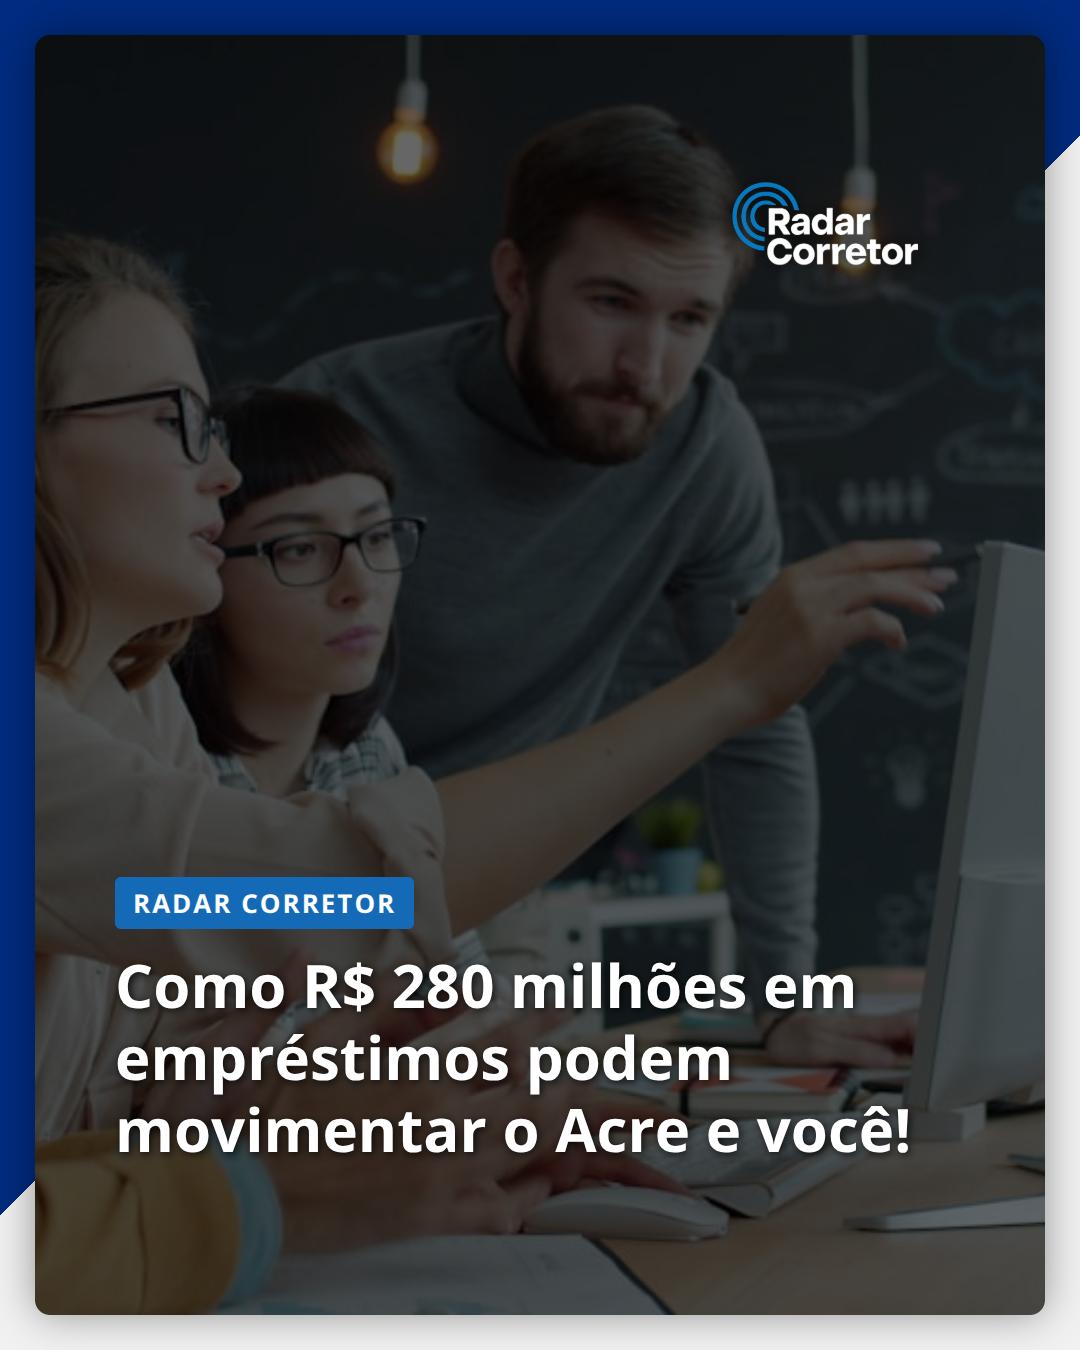 Radar
Corretor
RADAR CORRETOR
Como R$ 280 milhões em
empréstimos podem
movimentar o Acre e você!